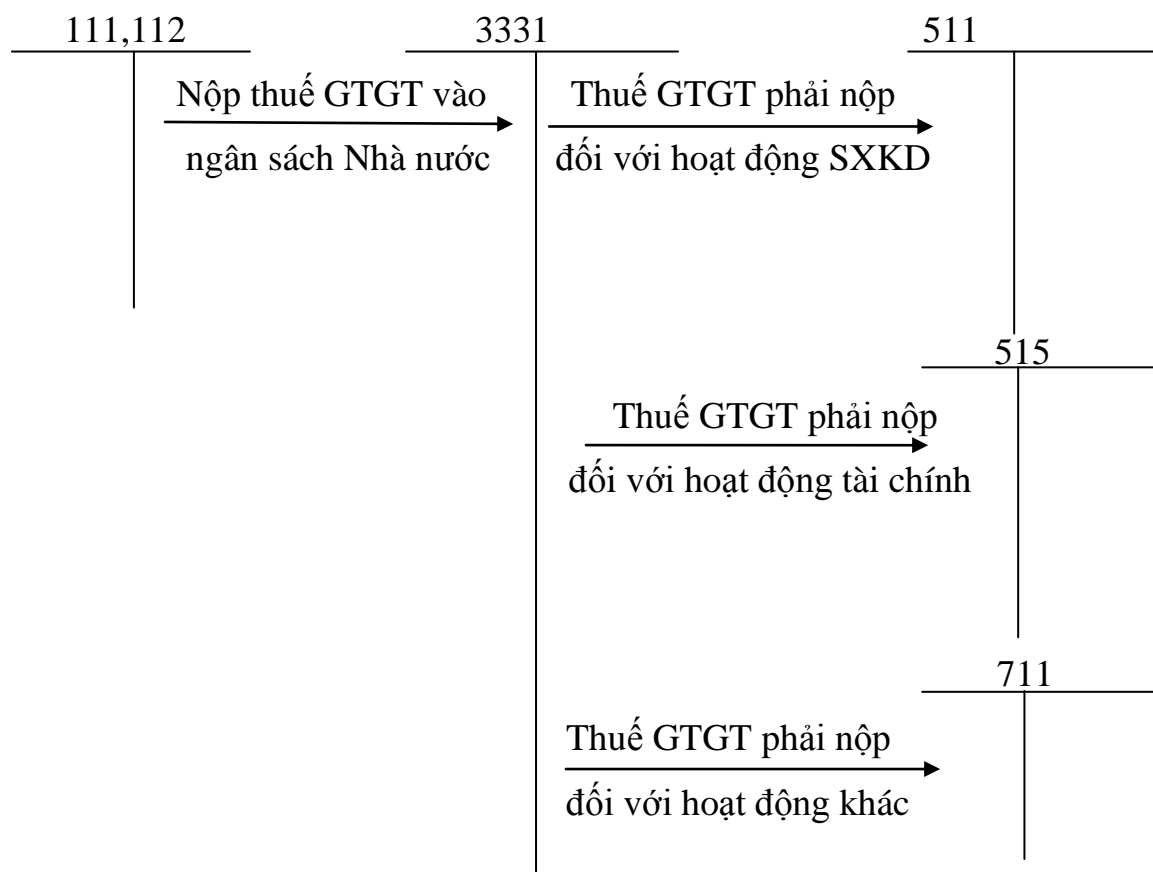 111,112
3331
511
Nộp thuế GTGT vào
ngân sách Nhà nước
Thuế GTGT phải nộp
đối với hoạt động SXKD
515
Thuế GTGT phải nộp
đối với hoạt động tài chính
711
Thuế GTGT phải nộp
đối với hoạt động khác